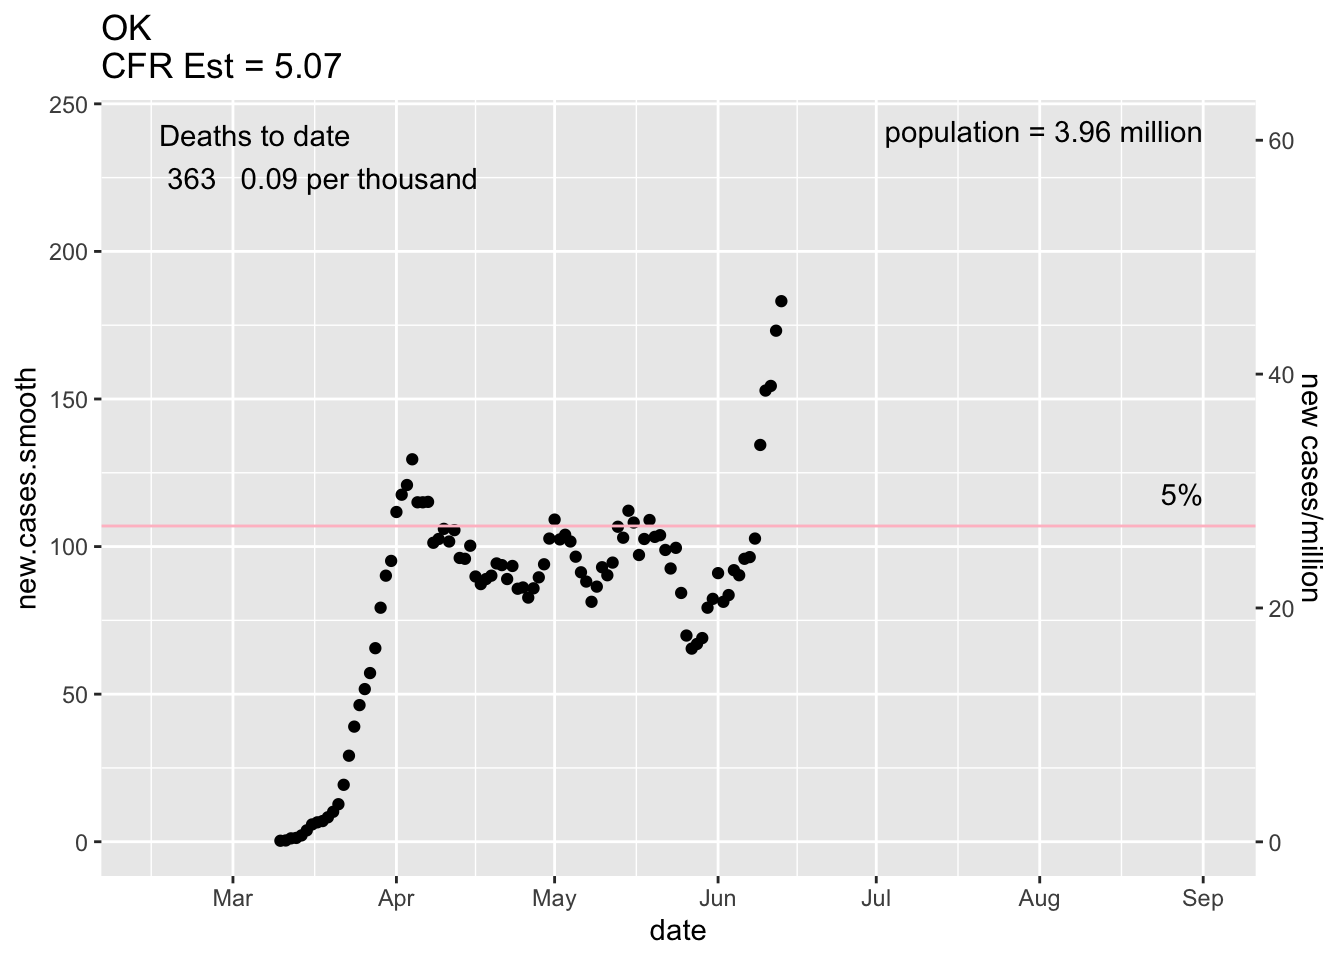 OK
CFR Est = 5.07
Deaths to date
363 0.09 per thousand
population = 3.96 million
5%
250
200
150
100
50
0
new.cases.smooth
60
40
20
0
new cases/million
Mar Apr May Jun Jul Aug Sep
date